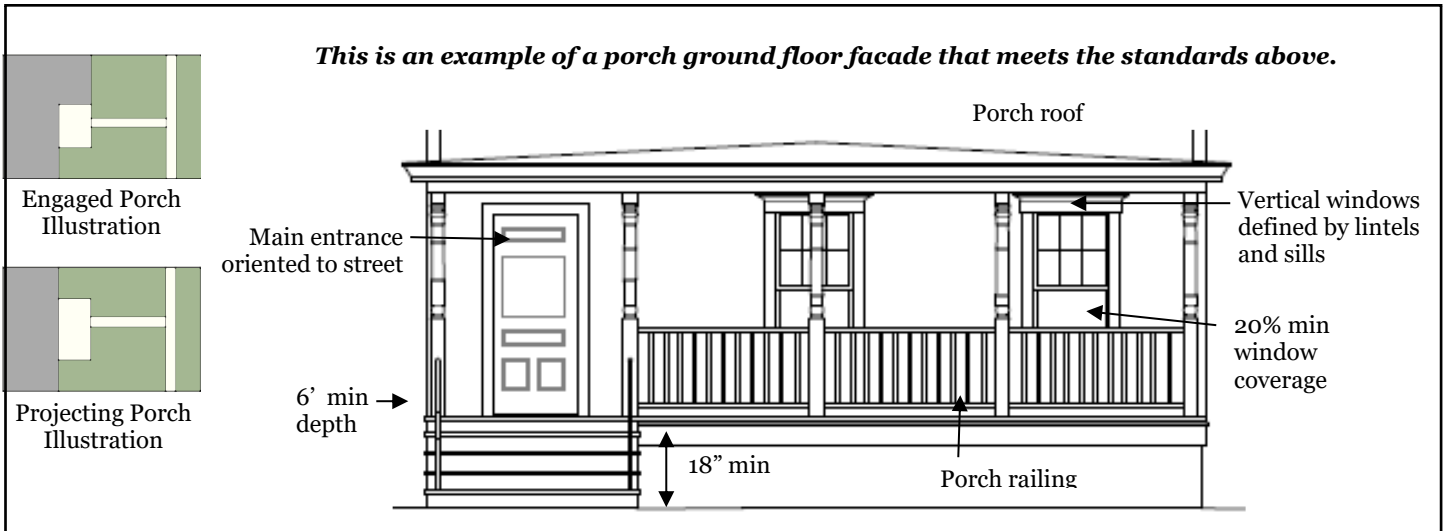 This is an example of a porch ground floor facade that meets the standards above.
Engaged Porch
Illustration
Projecting Porch
Illustration
Porch roof
Main entrance
oriented to street
Vertical windows
defined by lintels
and sills
20% min
window
coverage
6’ min
depth
18” min
Porch railing